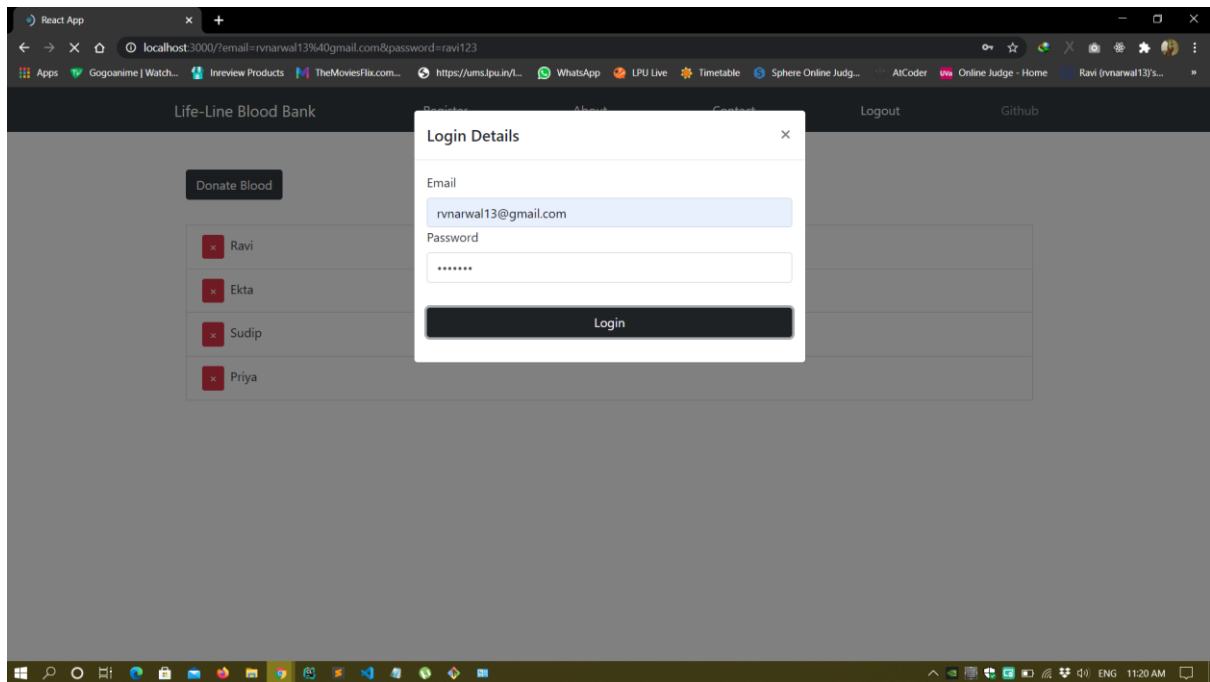 React App
localhost:3000/?email=rvnarwal13%40gmail.com&password=ravi123
Apps Gogoanime | Watch... Inreview Products TheMoviesFlix.com... https://ums.lpu.in/l... WhatsApp LPU Live Timetable Sphere Online Judg... AtCoder Online Judge - Home Ravi (rvnarwal13)'s...
Life-Line Blood Bank Register About Contact Logout Github
Login Details
Donate Blood
Email
rvnarwal13@gmail.com
Password
•••••••
Login
Ravi
Ekta
Sudip
Priya
ENG 11:20 AM